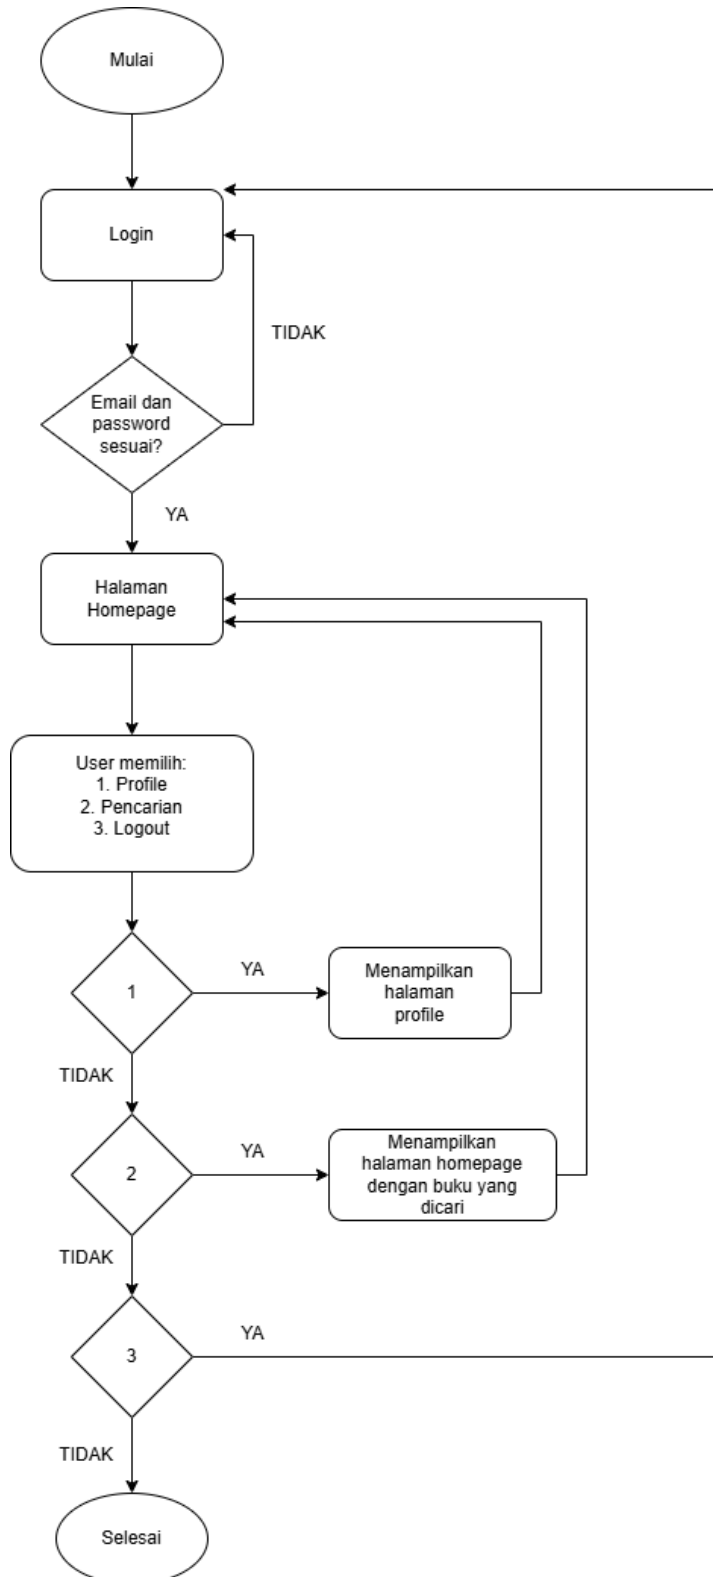 Mulai
Login
TIDAK
Email dan
password
sesuai?
YA
Halaman
Homepage
User memilih:
1. Profile
2. Pencarian
3. Logout
1
YA
Menampilkan
halaman
profile
TIDAK
2
YA
Menampilkan
halaman homepage
dengan buku yang
dicari
TIDAK
3
YA
TIDAK
Selesai